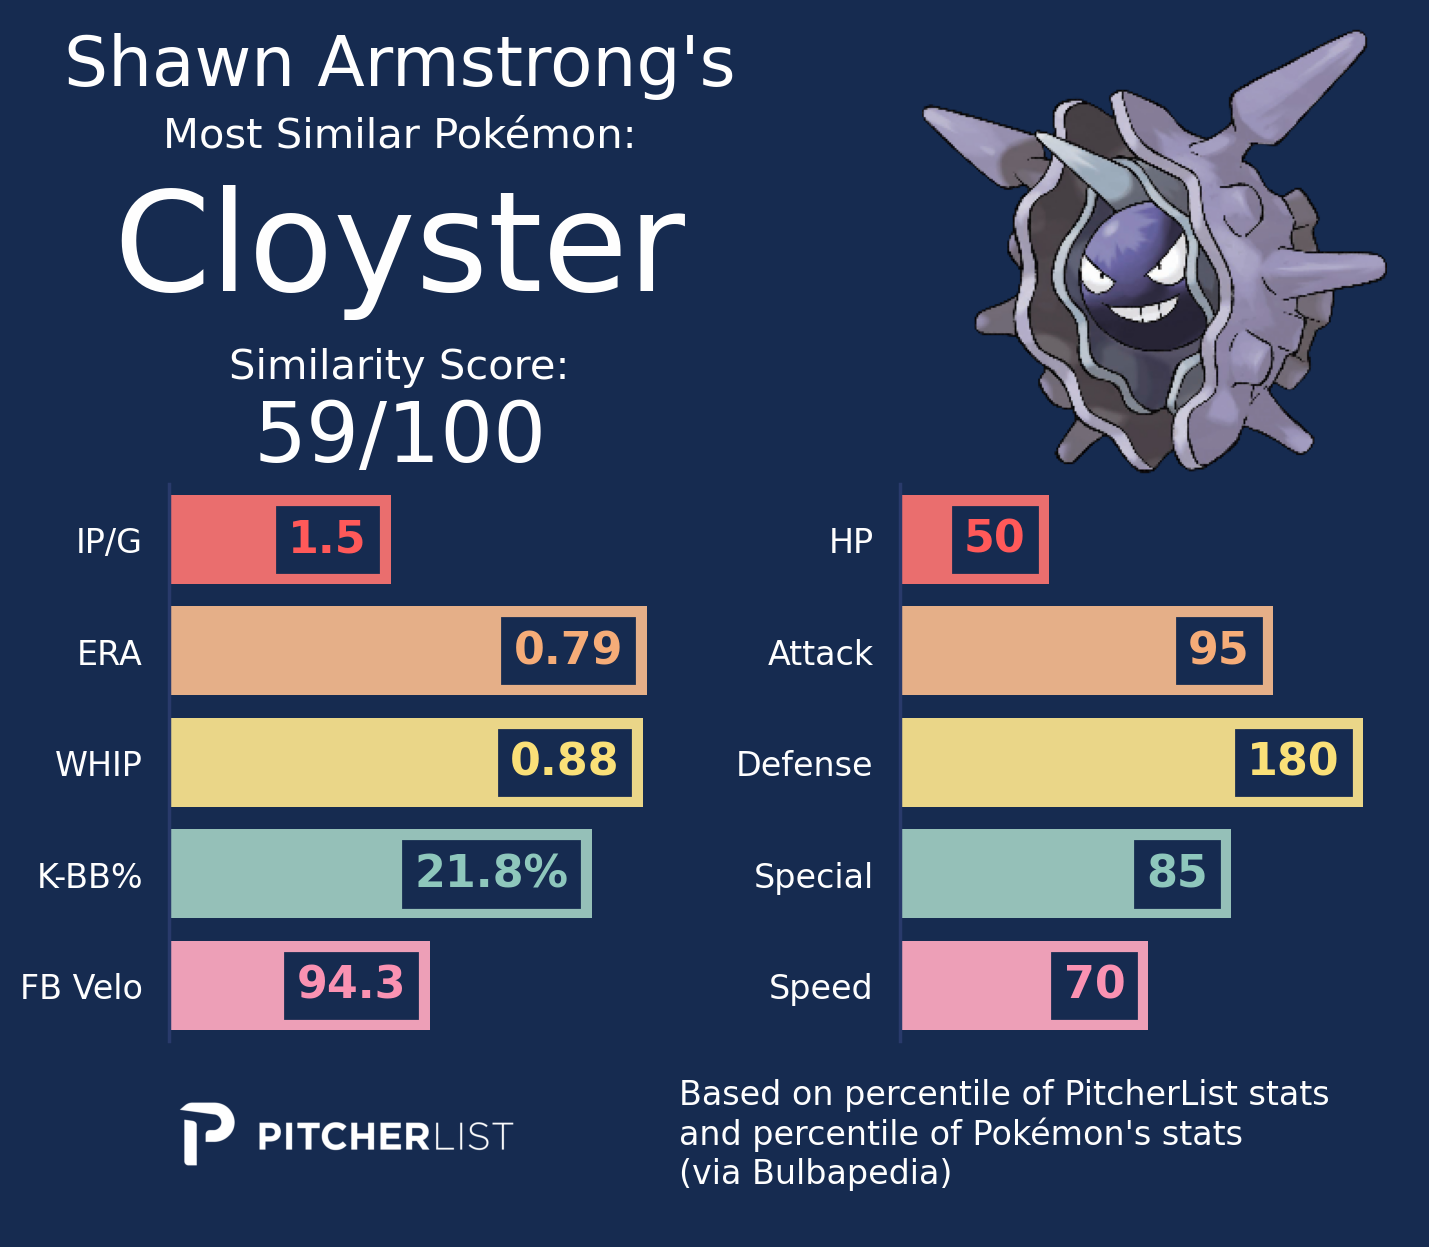 Shawn Armstrong's
Most Similar Pokémon:
Cloyster
Similarity Score:
59/100
IP/G 1.5
ERA 0.79
WHIP 0.88
K-BB% 21.8%
FB Velo 94.3
HP 50
Attack 95
Defense 180
Special 85
Speed 70
PITCHERLIST
Based on percentile of PitcherList stats
and percentile of Pokémon's stats
(via Bulbapedia)